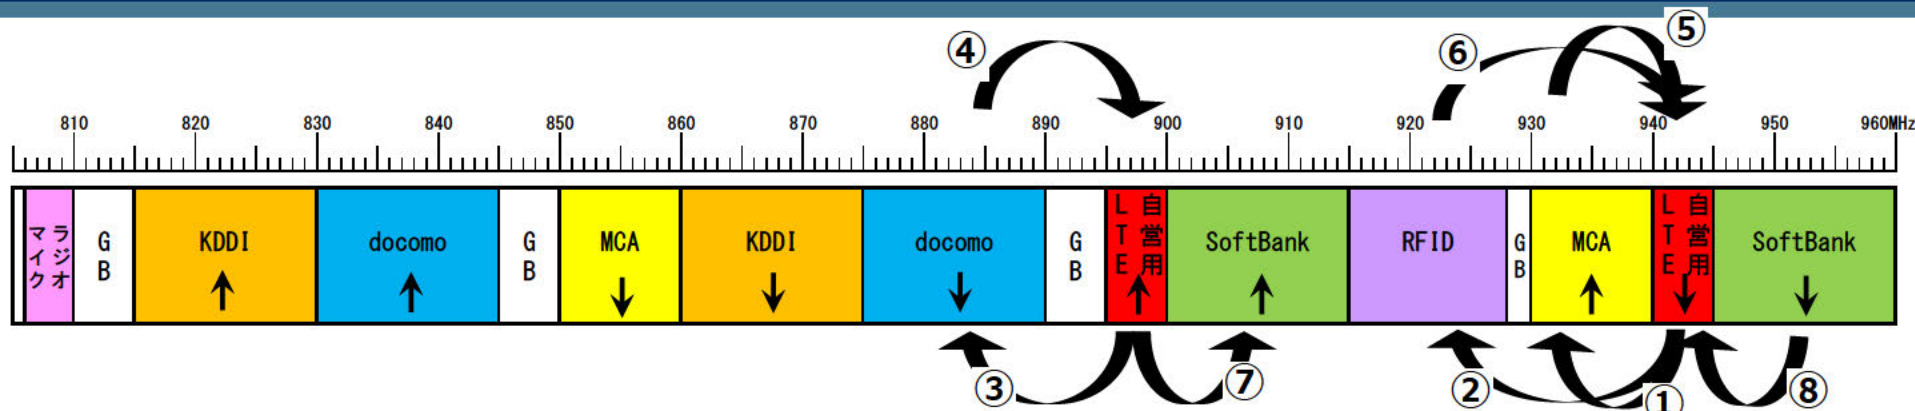 ④
⑤
⑥
810 820 830 840 850 860 870 880 890 900 910 920 930 940 950 960MHz
ラジオ
マイク
GB
KDDI
docomo
GB
MCA
KDDI
docomo
GB
自営用
LTE
SoftBank
RFID
GB
MCA
自営用
LTE
SoftBank
③
⑦
②
①
⑧